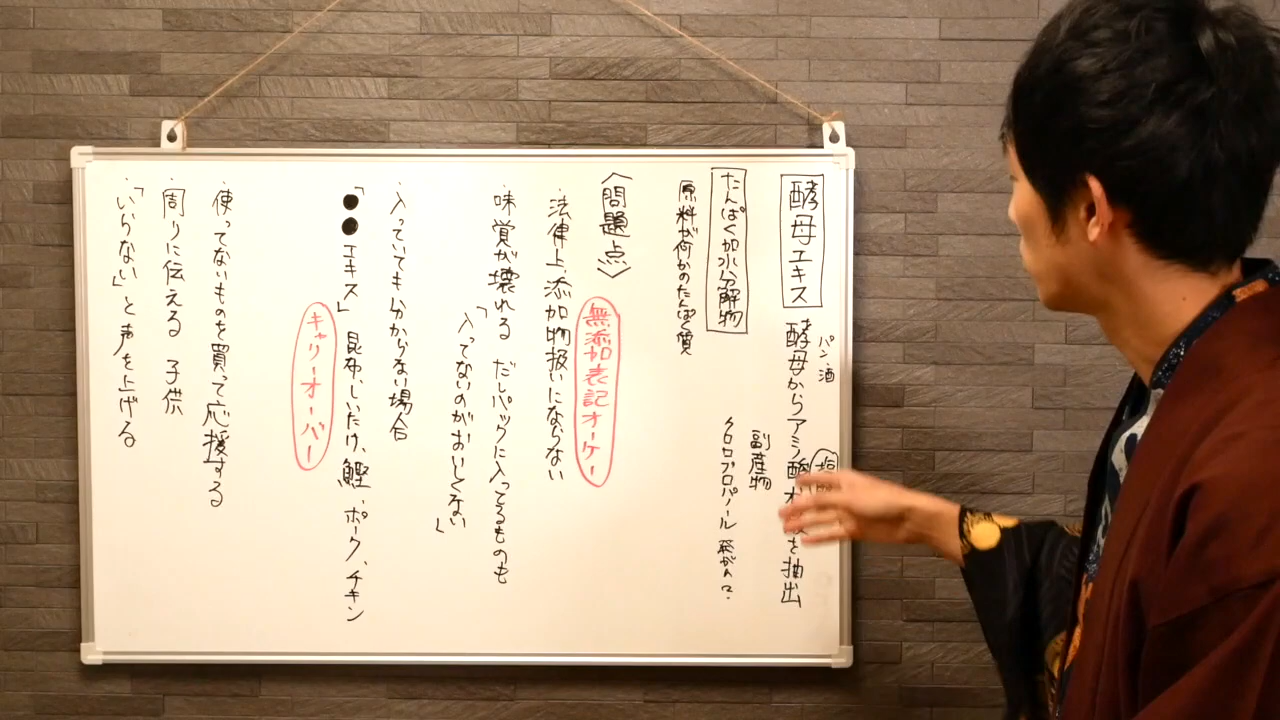 パン、酒
酵母エキス
酵母からアミノ酸
を抽出
副産物
たんぱく加水分解物
クロロプロパノール 発がん?
原料が何かのたんぱく質
〈問題点〉
無添加表記オーケー
・法律上、添加物扱いにならない
・味覚が壊れる だしパックに入ってるものも
「入ってないのがおいしくない」
・入っていても分からない場合
「●●エキス」 昆布、しいたけ、鰹、ポーク、チキン
キャリーオーバー
・使ってないものを買って応援する
・周りに伝える 子供
・「いらない」と声を上げる